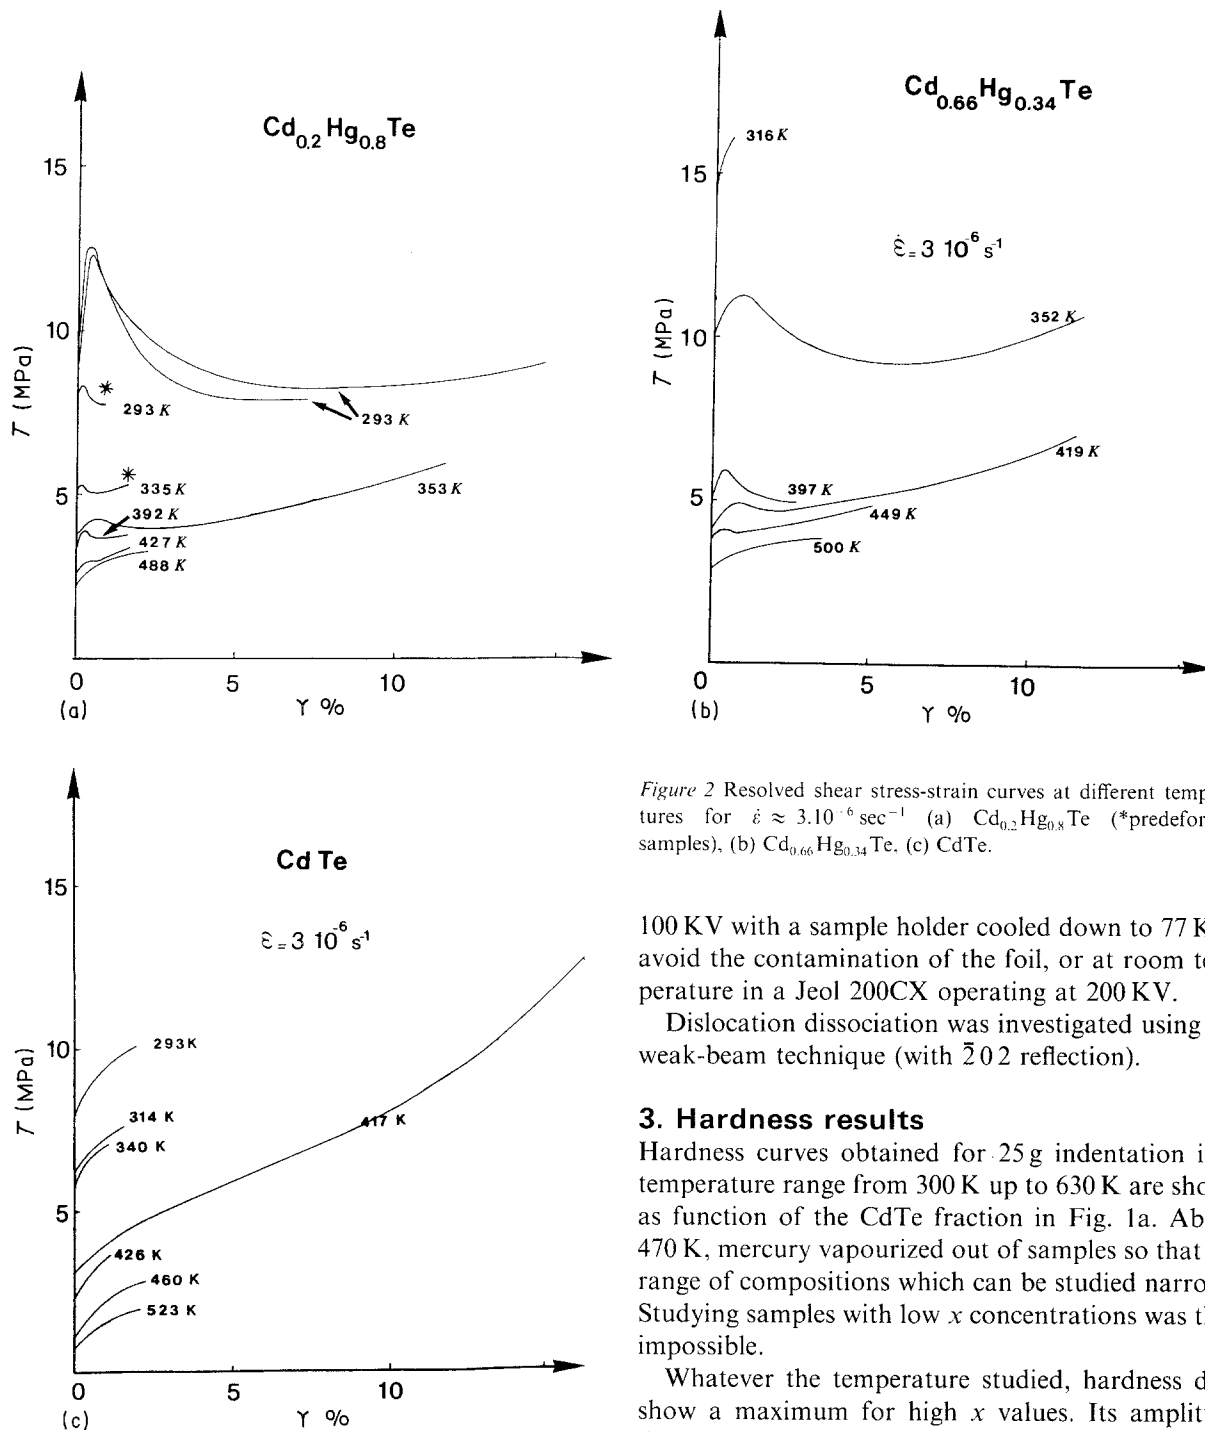 Cd0.2Hg0.8Te
15
10
5
τ (MPa)
*
293 K
293 K
*
335 K
353 K
392 K
427 K
488 K
0 5 10
(a) γ %
Cd0.66Hg0.34Te
316 K
15
ε̇ = 3 10-6 s-1
352 K
10
τ (MPa)
419 K
397 K
5
449 K
500 K
0 5 10
(b) γ %
Cd Te
15
ε̂ = 3 10-6 s-1
293 K
10
τ (MPa)
314 K
417 K
340 K
5
426 K
460 K
523 K
0 5 10
(c) γ %
Figure 2 Resolved shear stress-strain curves at different temp
tures for ε̇ ≈ 3.10−6 sec−1 (a) Cd0.2Hg0.8Te (*predefor
samples), (b) Cd0.66Hg0.34Te, (c) CdTe.
100 KV with a sample holder cooled down to 77 K
avoid the contamination of the foil, or at room te
perature in a Jeol 200CX operating at 200 KV.
Dislocation dissociation was investigated using
weak-beam technique (with 2̄ 0 2 reflection).
3. Hardness results
Hardness curves obtained for 25 g indentation i
temperature range from 300 K up to 630 K are sho
as function of the CdTe fraction in Fig. 1a. Ab
470 K, mercury vapourized out of samples so that
range of compositions which can be studied narro
Studying samples with low x concentrations was t
impossible.
Whatever the temperature studied, hardness d
show a maximum for high x values. Its amplit